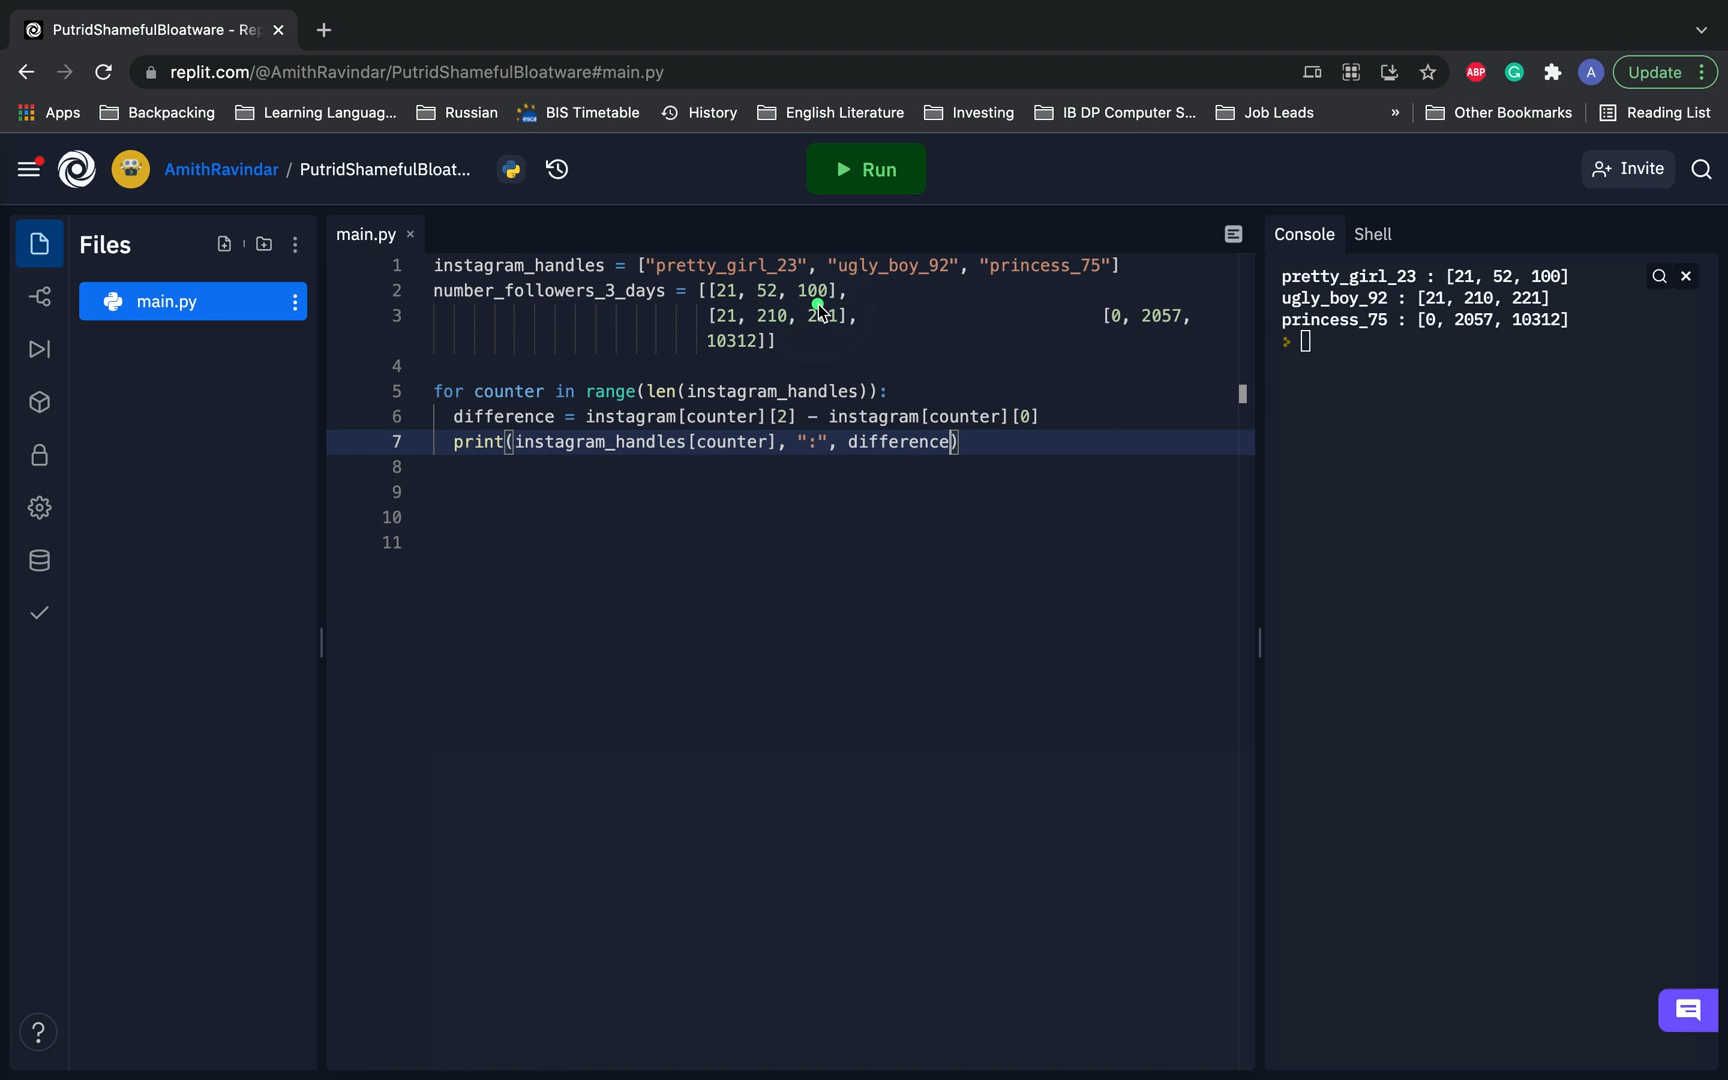 PutridShamefulBloatware - Rep
replit.com/@AmithRavindar/PutridShamefulBloatware#main.py
ABP
A
Update
Apps
Backpacking
Learning Languag...
Russian
BIS Timetable
History
English Literature
Investing
IB DP Computer S...
Job Leads
»
Other Bookmarks
Reading List
AmithRavindar / PutridShamefulBloat...
Run
Invite
Files
main.py
main.py ×
1 instagram_handles = ["pretty_girl_23", "ugly_boy_92", "princess_75"]
2 number_followers_3_days = [[21, 52, 100],
3 [21, 210, 221], [0, 2057,
10312]]
4
5 for counter in range(len(instagram_handles)):
6 difference = instagram[counter][2] - instagram[counter][0]
7 print(instagram_handles[counter], ":", difference)
8
9
10
11
Console Shell
pretty_girl_23 : [21, 52, 100]
ugly_boy_92 : [21, 210, 221]
princess_75 : [0, 2057, 10312]
?